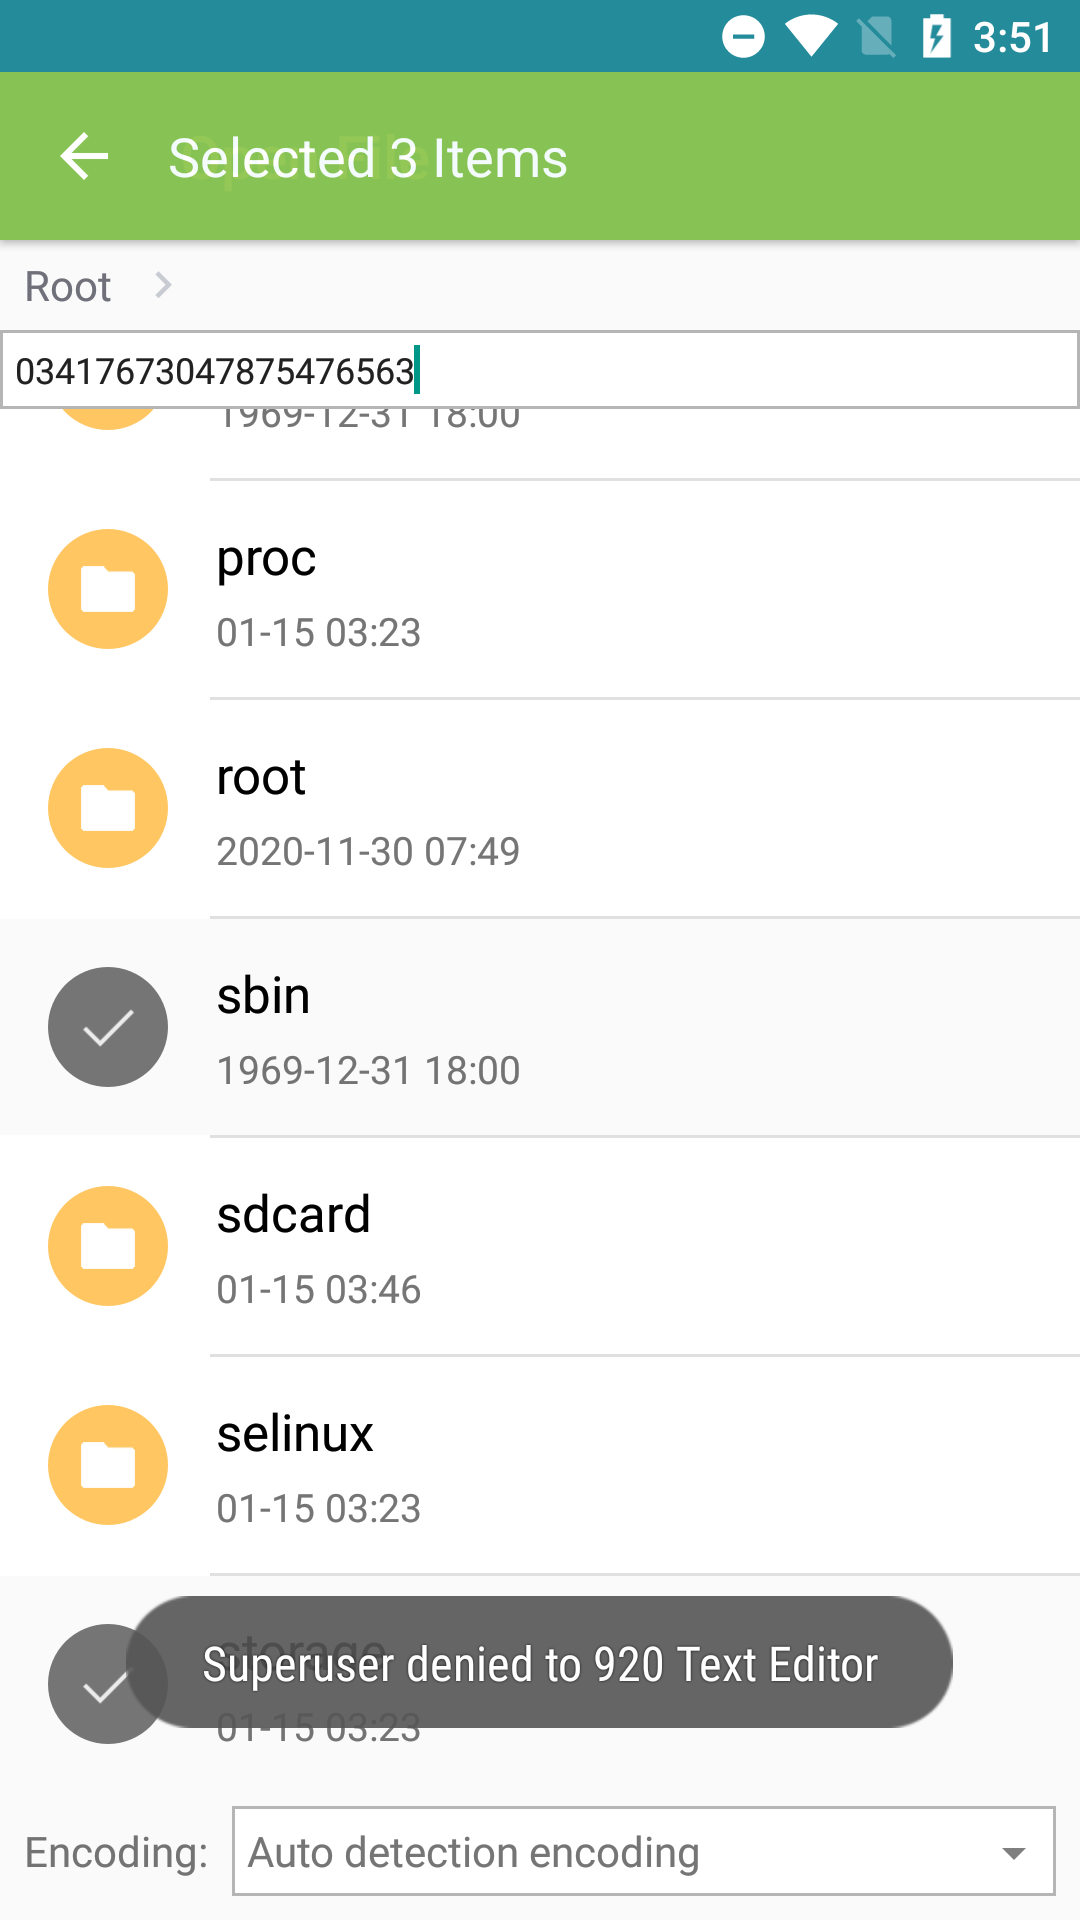 3:51
Selected 3 Items
Root
03417673047875476563
1969-12-31 18:00
proc
01-15 03:23
root
2020-11-30 07:49
sbin
1969-12-31 18:00
sdcard
01-15 03:46
selinux
01-15 03:23
storage
Superuser denied to 920 Text Editor
01-15 03:23
Encoding:
Auto detection encoding